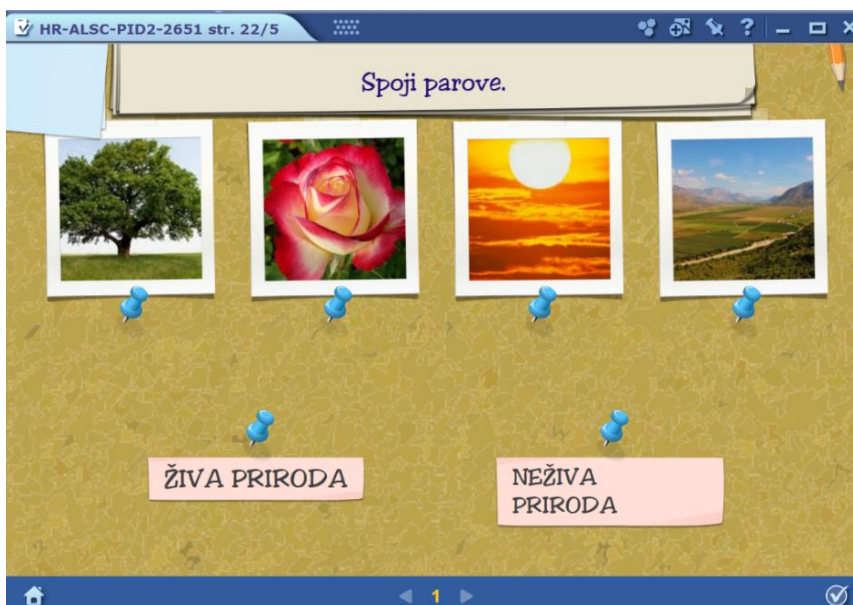 HR-ALSC-PID2-2651 str. 22/5
?
Spoji parove.
ŽIVA PRIRODA
NEŽIVA
PRIRODA
1